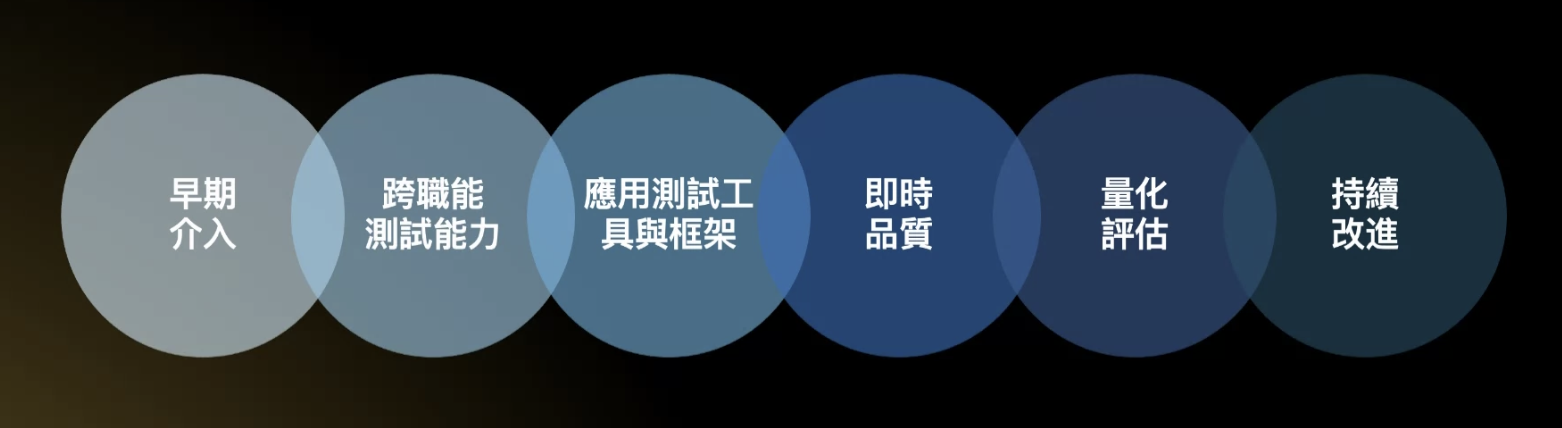 早期
介入
跨職能
測試能力
應用測試工
具與框架
即時
品質
量化
評估
持續
改進